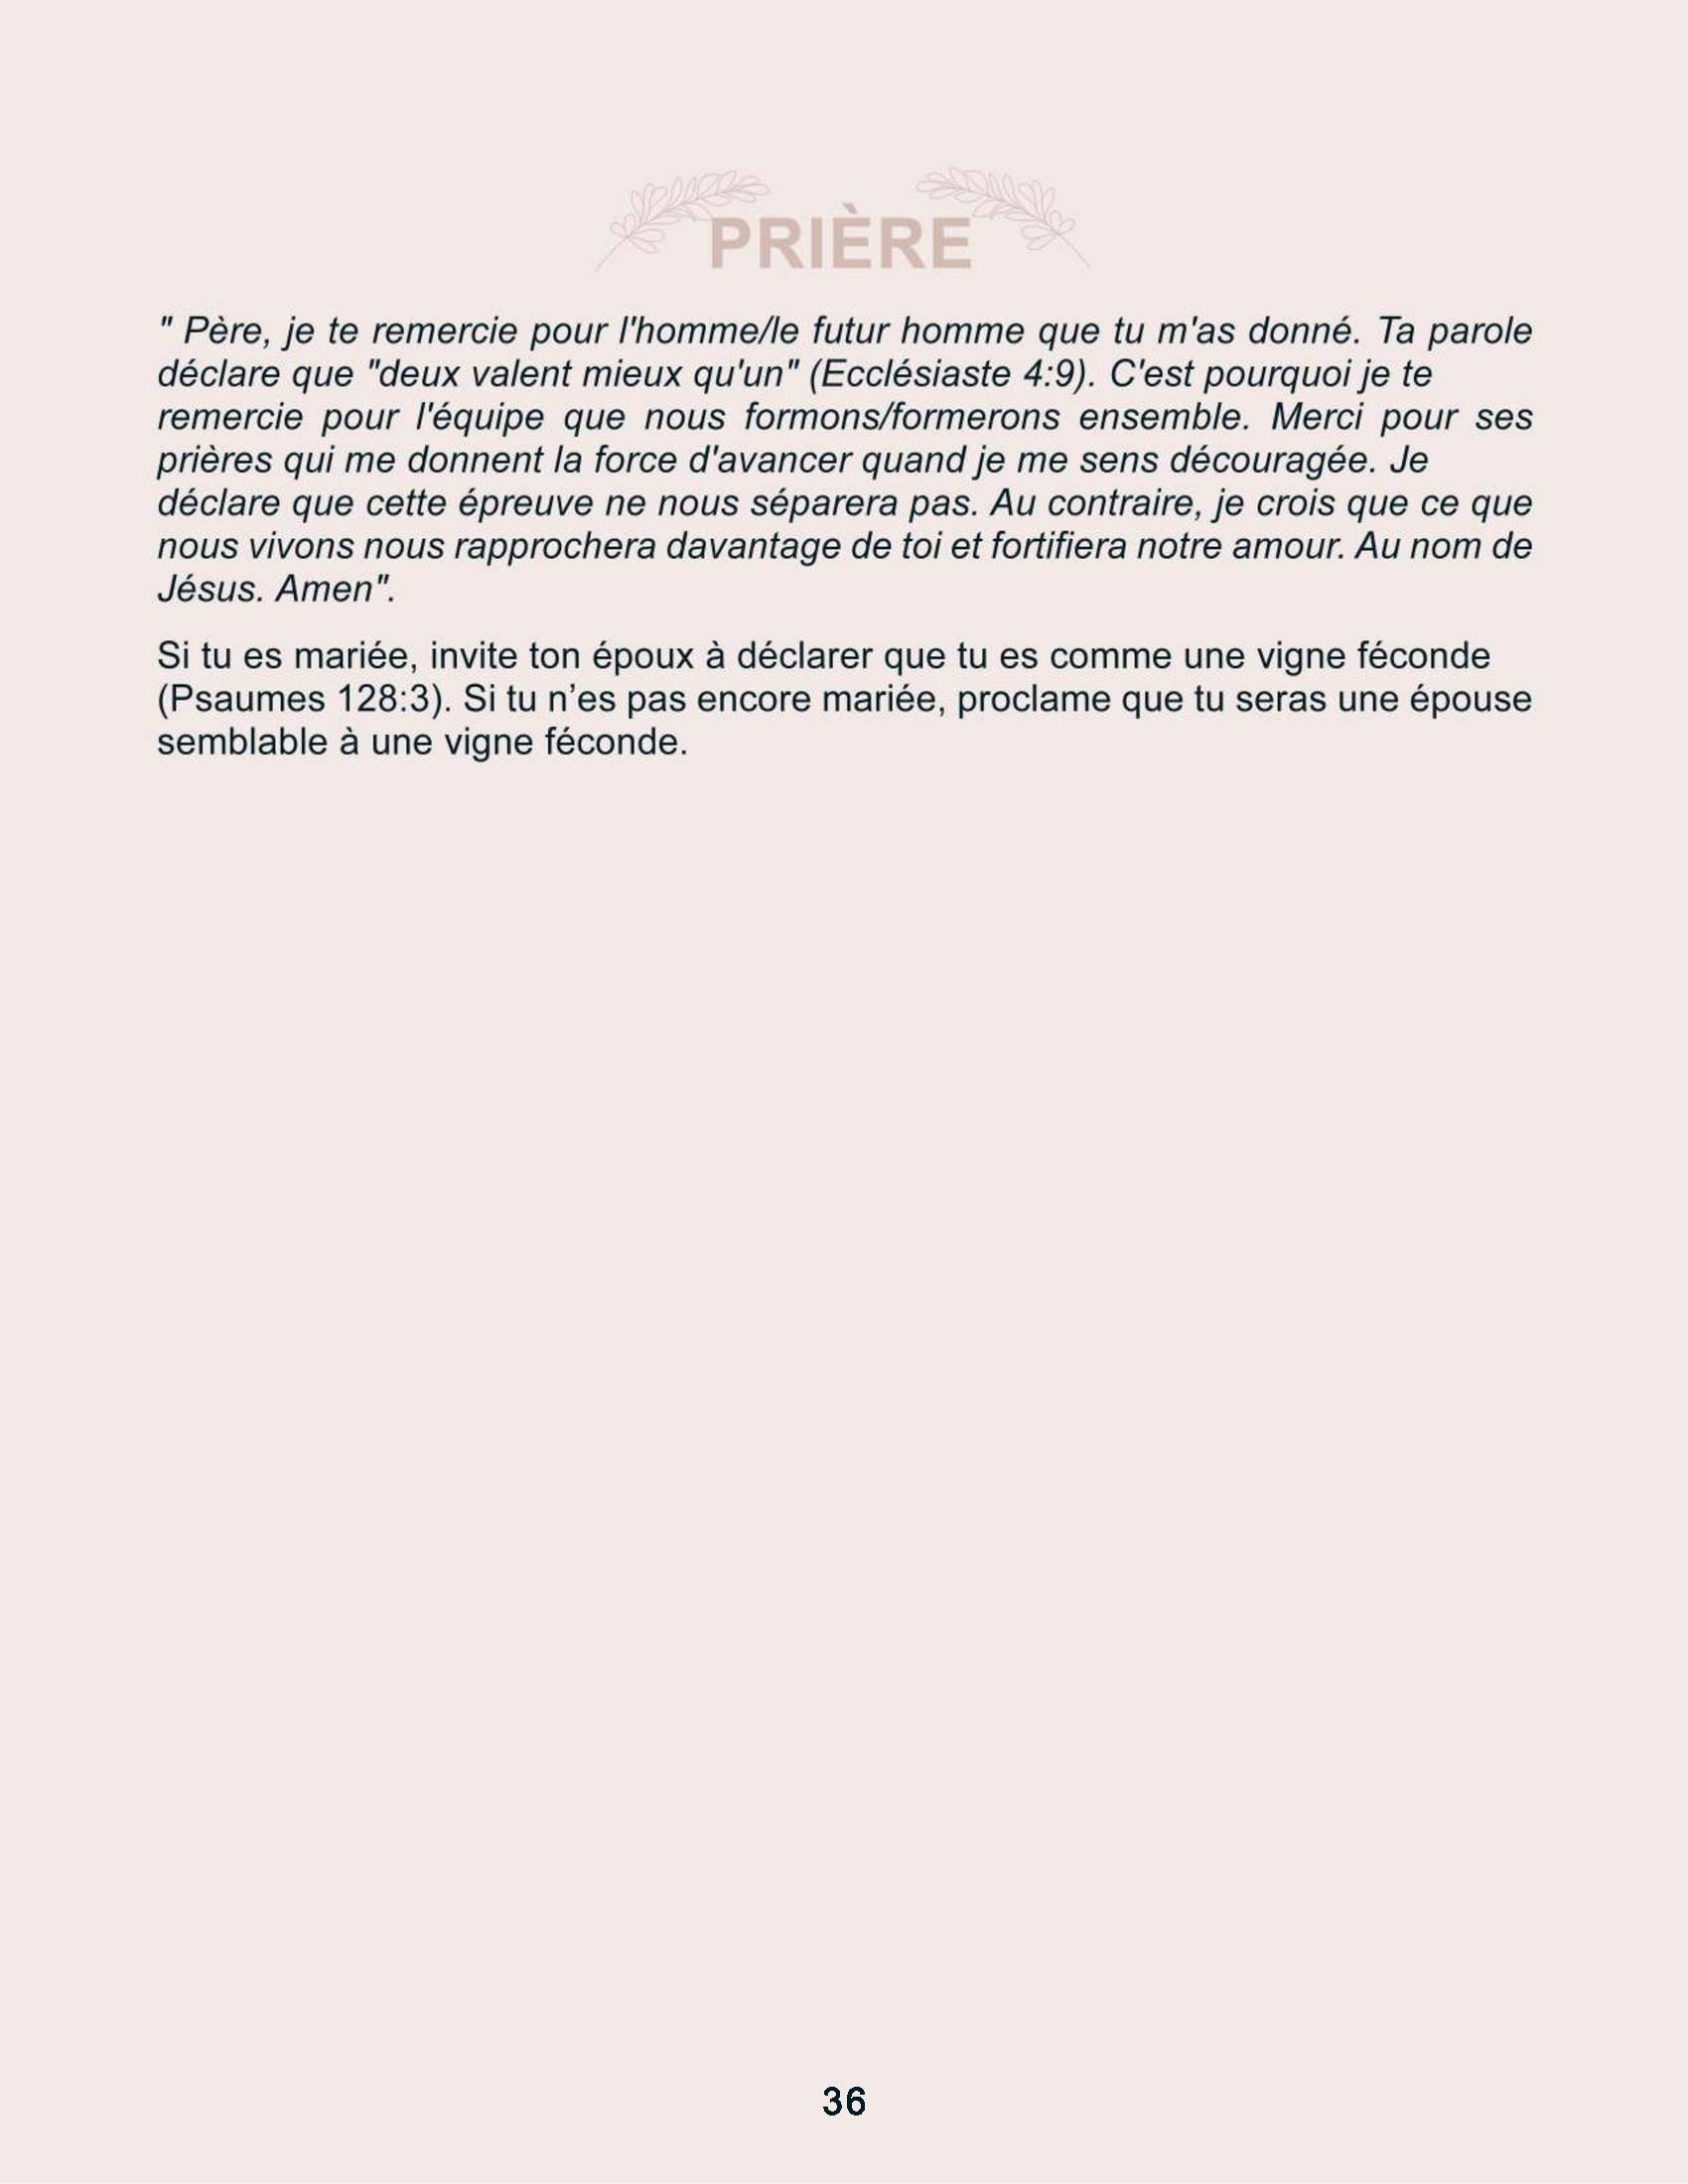 PRIÈRE
" Père, je te remercie pour l'homme/le futur homme que tu m'as donné. Ta parole
déclare que "deux valent mieux qu'un" (Ecclésiaste 4:9). C'est pourquoi je te
remercie pour l'équipe que nous formons/formerons ensemble. Merci pour ses
prières qui me donnent la force d'avancer quand je me sens découragée. Je
déclare que cette épreuve ne nous séparera pas. Au contraire, je crois que ce que
nous vivons nous rapprochera davantage de toi et fortifiera notre amour. Au nom de
Jésus. Amen".
Si tu es mariée, invite ton époux à déclarer que tu es comme une vigne féconde
(Psaumes 128:3). Si tu n’es pas encore mariée, proclame que tu seras une épouse
semblable à une vigne féconde.
36